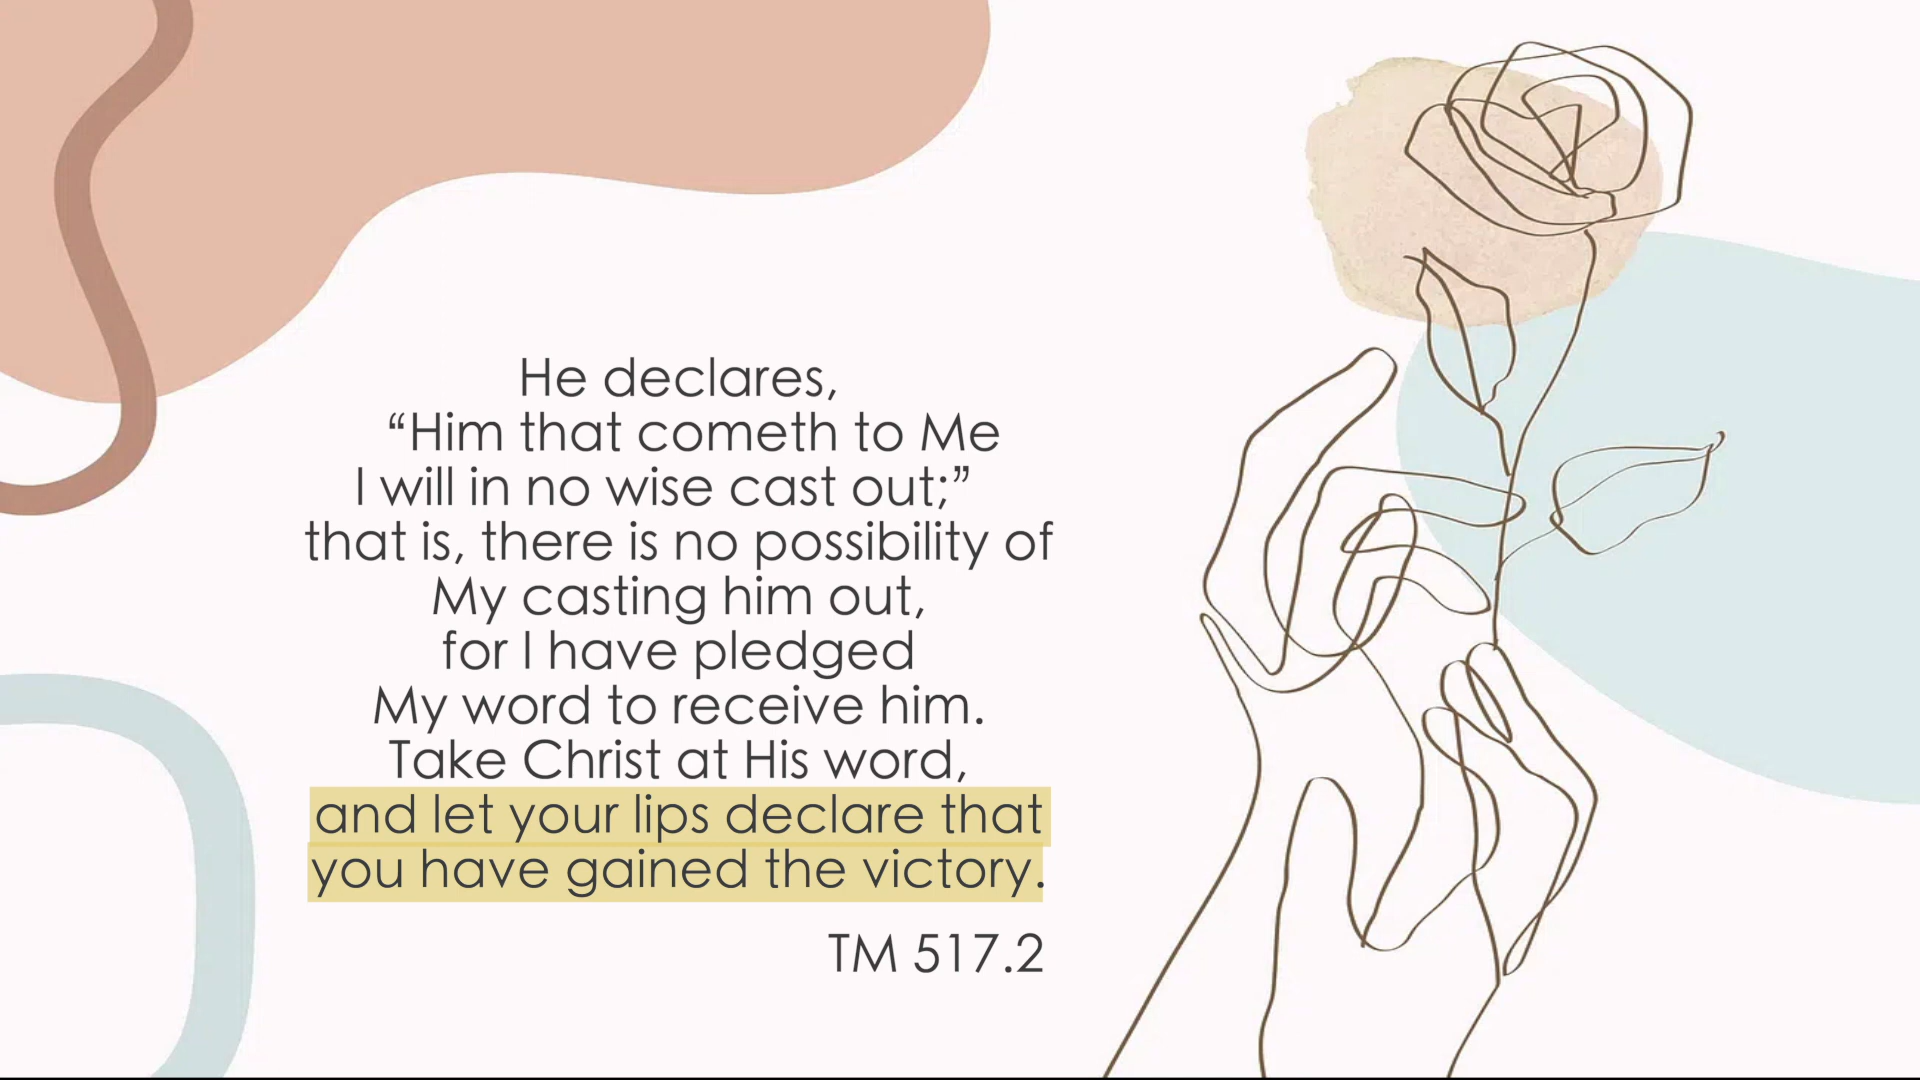 He declares,
“Him that cometh to Me
I will in no wise cast out;”
that is, there is no possibility of
My casting him out,
for I have pledged
My word to receive him.
Take Christ at His word,
and let your lips declare that
you have gained the victory.
TM 517.2